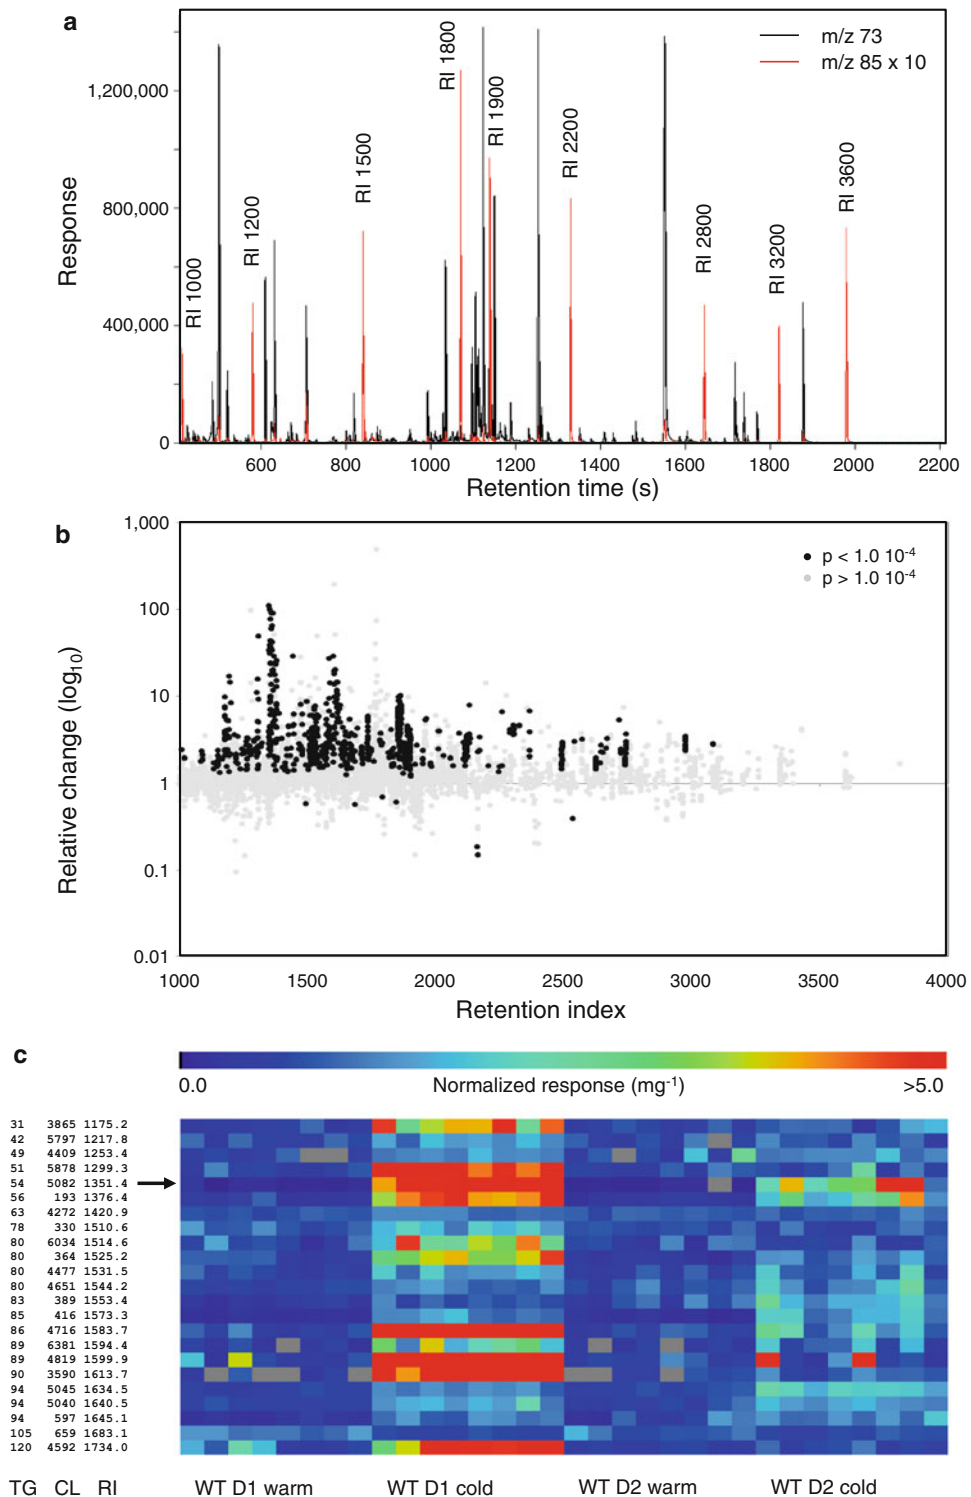 a
m/z 73
m/z 85 x 10
RI 1000
RI 1200
RI 1500
RI 1800
RI 1900
RI 2200
RI 2800
RI 3200
RI 3600
Response
1,200,000
800,000
400,000
0
600 800 1000 1200 1400 1600 1800 2000 2200
Retention time (s)
b
p < 1.0 10⁻⁴
p > 1.0 10⁻⁴
Relative change (log₁₀)
1,000
100
10
1
0.1
0.01
1000 1500 2000 2500 3000 3500 4000
Retention index
c
0.0 Normalized response (mg⁻¹) >5.0
31 3865 1175.2
42 5797 1217.8
49 4409 1253.4
51 5878 1299.3
54 5082 1351.4
56 193 1376.4
63 4272 1420.9
78 330 1510.6
80 6034 1514.6
80 364 1525.2
80 4477 1531.5
80 4651 1544.2
83 389 1553.4
85 416 1573.3
86 4716 1583.7
89 6381 1594.4
89 4819 1599.9
90 3590 1613.7
94 5045 1634.5
94 5040 1640.5
94 597 1645.1
105 659 1683.1
120 4592 1734.0
TG CL RI WT D1 warm WT D1 cold WT D2 warm WT D2 cold